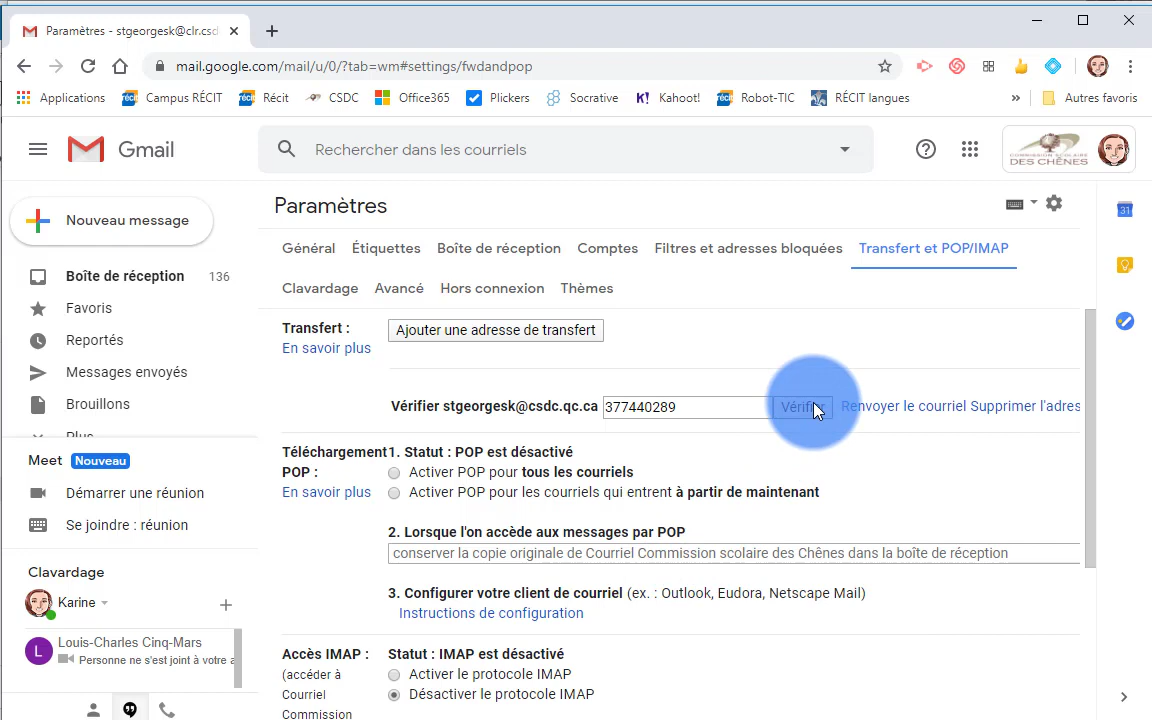 Paramètres - stgeorgesk@clr.csd
mail.google.com/mail/u/0/?tab=wm#settings/fwdandpop
Applications
Campus RÉCIT
Récit
CSDC
Office365
Plickers
Socrative
Kahoot!
Robot-TIC
RÉCIT langues
»
Autres favoris
Gmail
Rechercher dans les courriels
COMMISSION SCOLAIRE
DES CHÊNES
Nouveau message
Paramètres
31
Général Étiquettes Boîte de réception Comptes Filtres et adresses bloquées Transfert et POP/IMAP
Clavardage Avancé Hors connexion Thèmes
Boîte de réception 136
Favoris
Reportés
Messages envoyés
Brouillons
Plus
Meet Nouveau
Démarrer une réunion
Se joindre : réunion
Clavardage
Karine
L
Louis-Charles Cinq-Mars
Personne ne s'est joint à votre a
Transfert :
En savoir plus
Ajouter une adresse de transfert
Vérifier stgeorgesk@csdc.qc.ca 377440289 Vérifier Renvoyer le courriel Supprimer l'adres
Téléchargement
POP :
En savoir plus
1. Statut : POP est désactivé
Activer POP pour tous les courriels
Activer POP pour les courriels qui entrent à partir de maintenant
2. Lorsque l'on accède aux messages par POP
conserver la copie originale de Courriel Commission scolaire des Chênes dans la boîte de réception
3. Configurer votre client de courriel (ex. : Outlook, Eudora, Netscape Mail)
Instructions de configuration
Accès IMAP :
(accéder à
Courriel
Commission
Statut : IMAP est désactivé
Activer le protocole IMAP
Désactiver le protocole IMAP